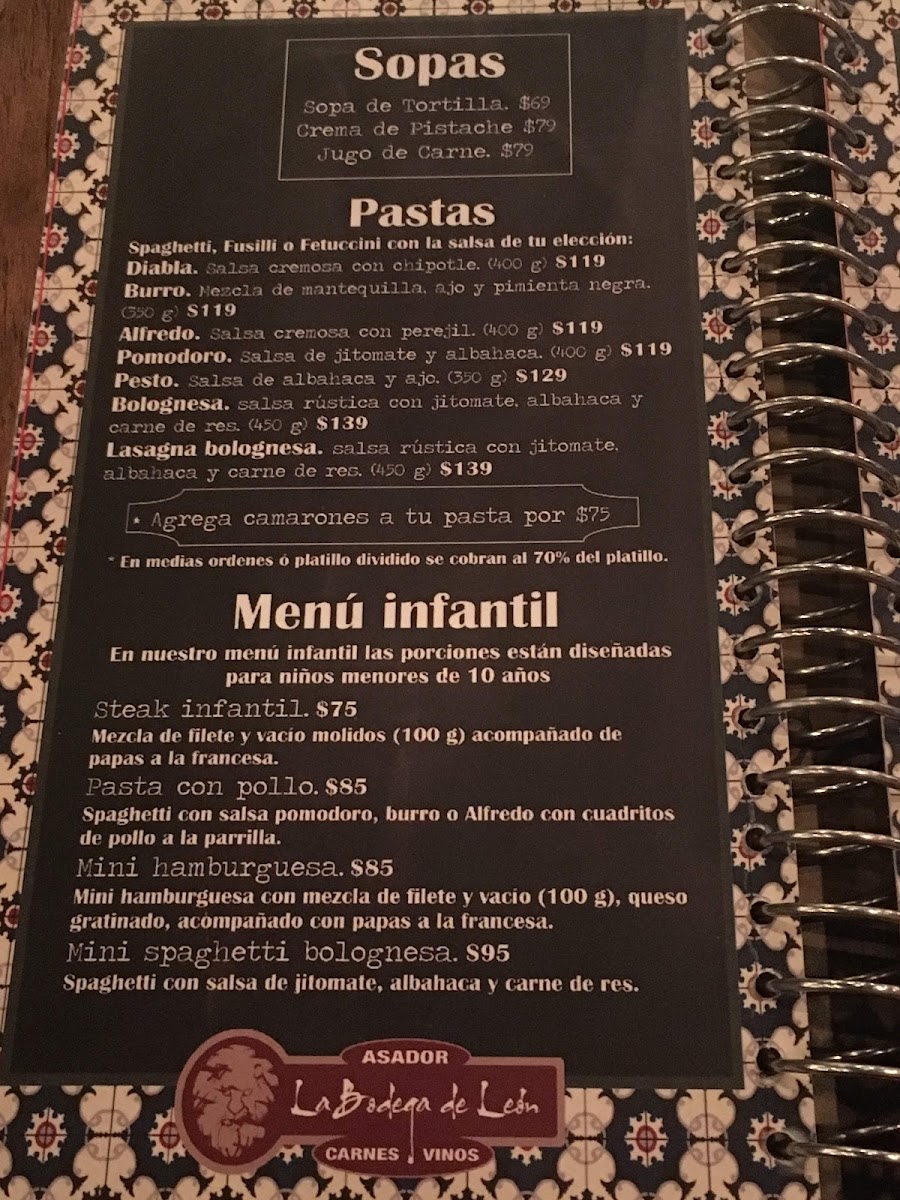 Sopas
Sopa de Tortilla. $69
Crema de Pistache $79
Jugo de Carne. $79
Pastas
Spaghetti, Fusilli o Fetuccini con la salsa de tu elección:
Diabla. Salsa cremosa con chipotle. (400 g) $119
Burro. Mezcla de mantequilla, ajo y pimienta negra.
(350 g) $119
Alfredo. Salsa cremosa con perejil. (400 g) $119
Pomodoro. Salsa de jitomate y albahaca. (400 g) $119
Pesto. Salsa de albahaca y ajo. (350 g) $129
Bolognesa. salsa rústica con jitomate, albahaca y
carne de res. (450 g) $139
Lasagna bolognesa. salsa rústica con jitomate,
albahaca y carne de res. (450 g) $139
* Agrega camarones a tu pasta por $75
* En medias ordenes ó platillo dividido se cobran al 70% del platillo.
Menú infantil
En nuestro menú infantil las porciones están diseñadas
para niños menores de 10 años
Steak infantil. $75
Mezcla de filete y vacío molidos (100 g) acompañado de
papas a la francesa.
Pasta con pollo. $85
Spaghetti con salsa pomodoro, burro o Alfredo con cuadritos
de pollo a la parrilla.
Mini hamburguesa. $85
Mini hamburguesa con mezcla de filete y vacío (100 g), queso
gratinado, acompañado con papas a la francesa.
Mini spaghetti bolognesa. $95
Spaghetti con salsa de jitomate, albahaca y carne de res.
ASADOR
La Bodega de León
CARNES VINOS